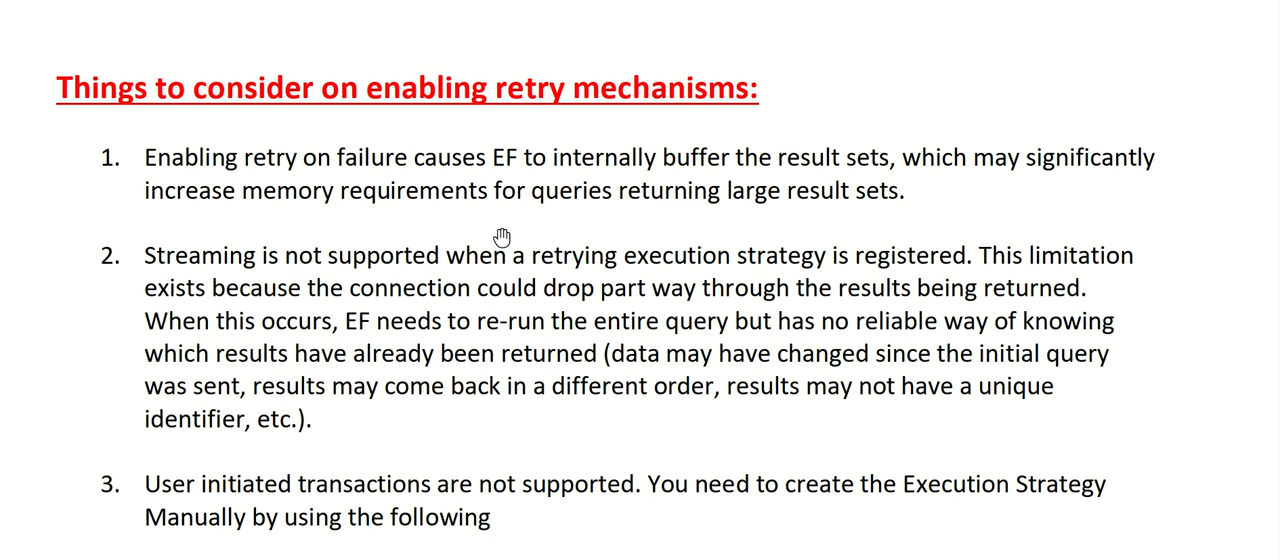 Things to consider on enabling retry mechanisms:
1. Enabling retry on failure causes EF to internally buffer the result sets, which may significantly
increase memory requirements for queries returning large result sets.
2. Streaming is not supported when a retrying execution strategy is registered. This limitation
exists because the connection could drop part way through the results being returned.
When this occurs, EF needs to re-run the entire query but has no reliable way of knowing
which results have already been returned (data may have changed since the initial query
was sent, results may come back in a different order, results may not have a unique
identifier, etc.).
3. User initiated transactions are not supported. You need to create the Execution Strategy
Manually by using the following